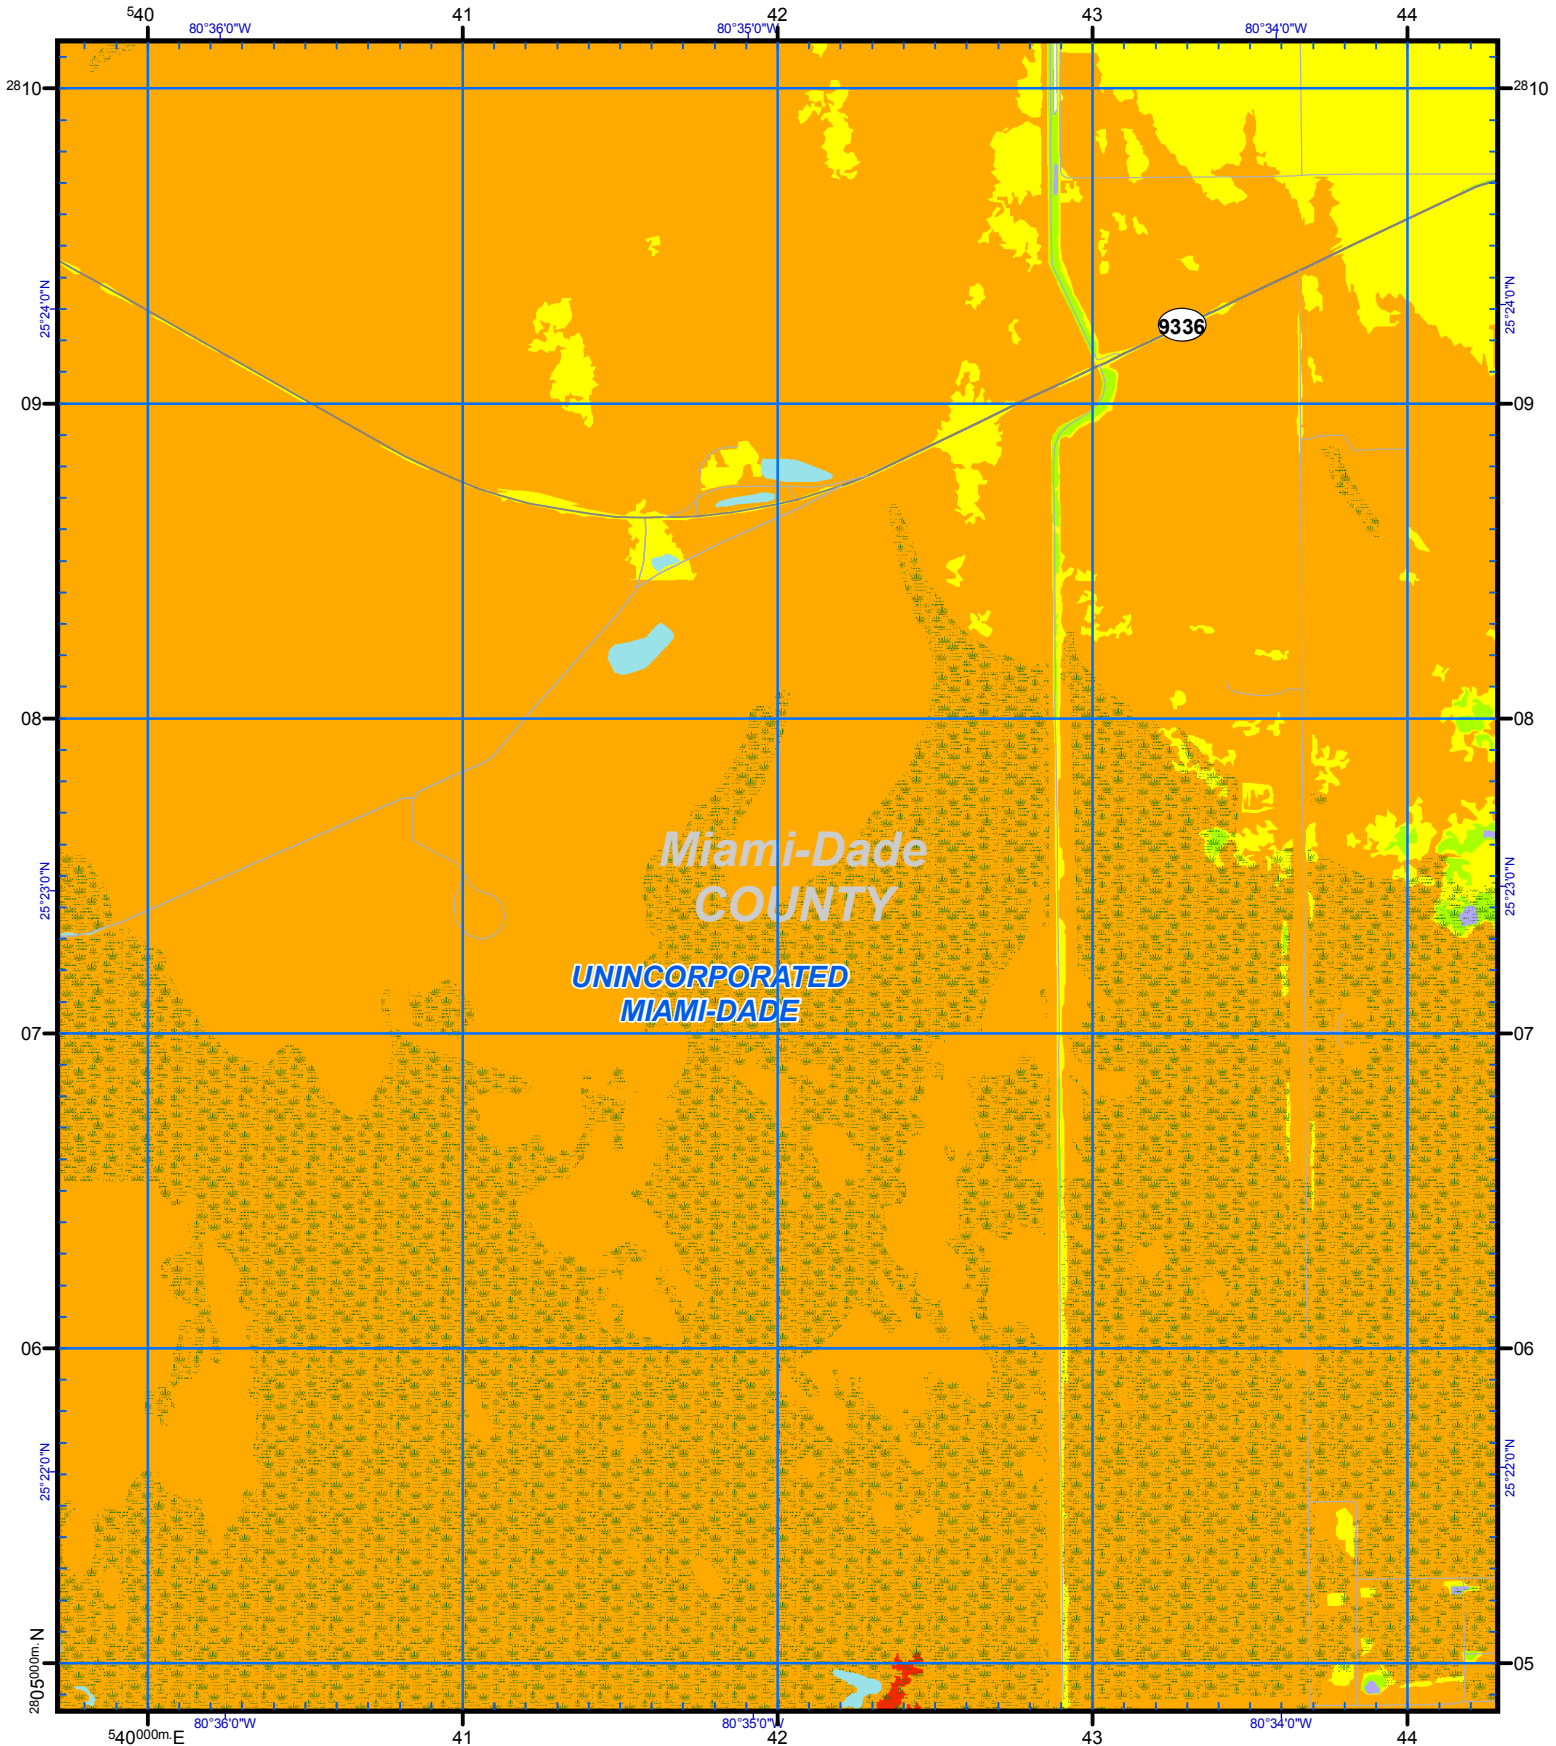 540 41 42 43 44
80°36'0"W 80°35'0"W 80°34'0"W
2810 2810
25°24'0"N 25°24'0"N
9336
09 09
08 08
Miami-Dade
COUNTY
25°23'0"N 25°23'0"N
UNINCORPORATED
MIAMI-DADE
07 07
06 06
25°22'0"N 25°22'0"N
2805000m. N 05
80°36'0"W 80°35'0"W 80°34'0"W
540000m. E 41 42 43 44